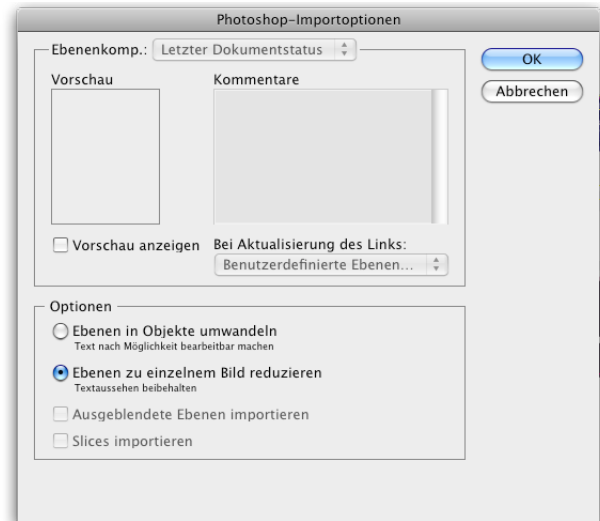 Photoshop-Importoptionen
Ebenenkomp.: Letzter Dokumentstatus
OK
Abbrechen
Vorschau
Kommentare
Vorschau anzeigen
Bei Aktualisierung des Links:
Benutzerdefinierte Ebenen...
Optionen
Ebenen in Objekte umwandeln
Text nach Möglichkeit bearbeitbar machen
Ebenen zu einzelnem Bild reduzieren
Textaussehen beibehalten
Ausgeblendete Ebenen importieren
Slices importieren